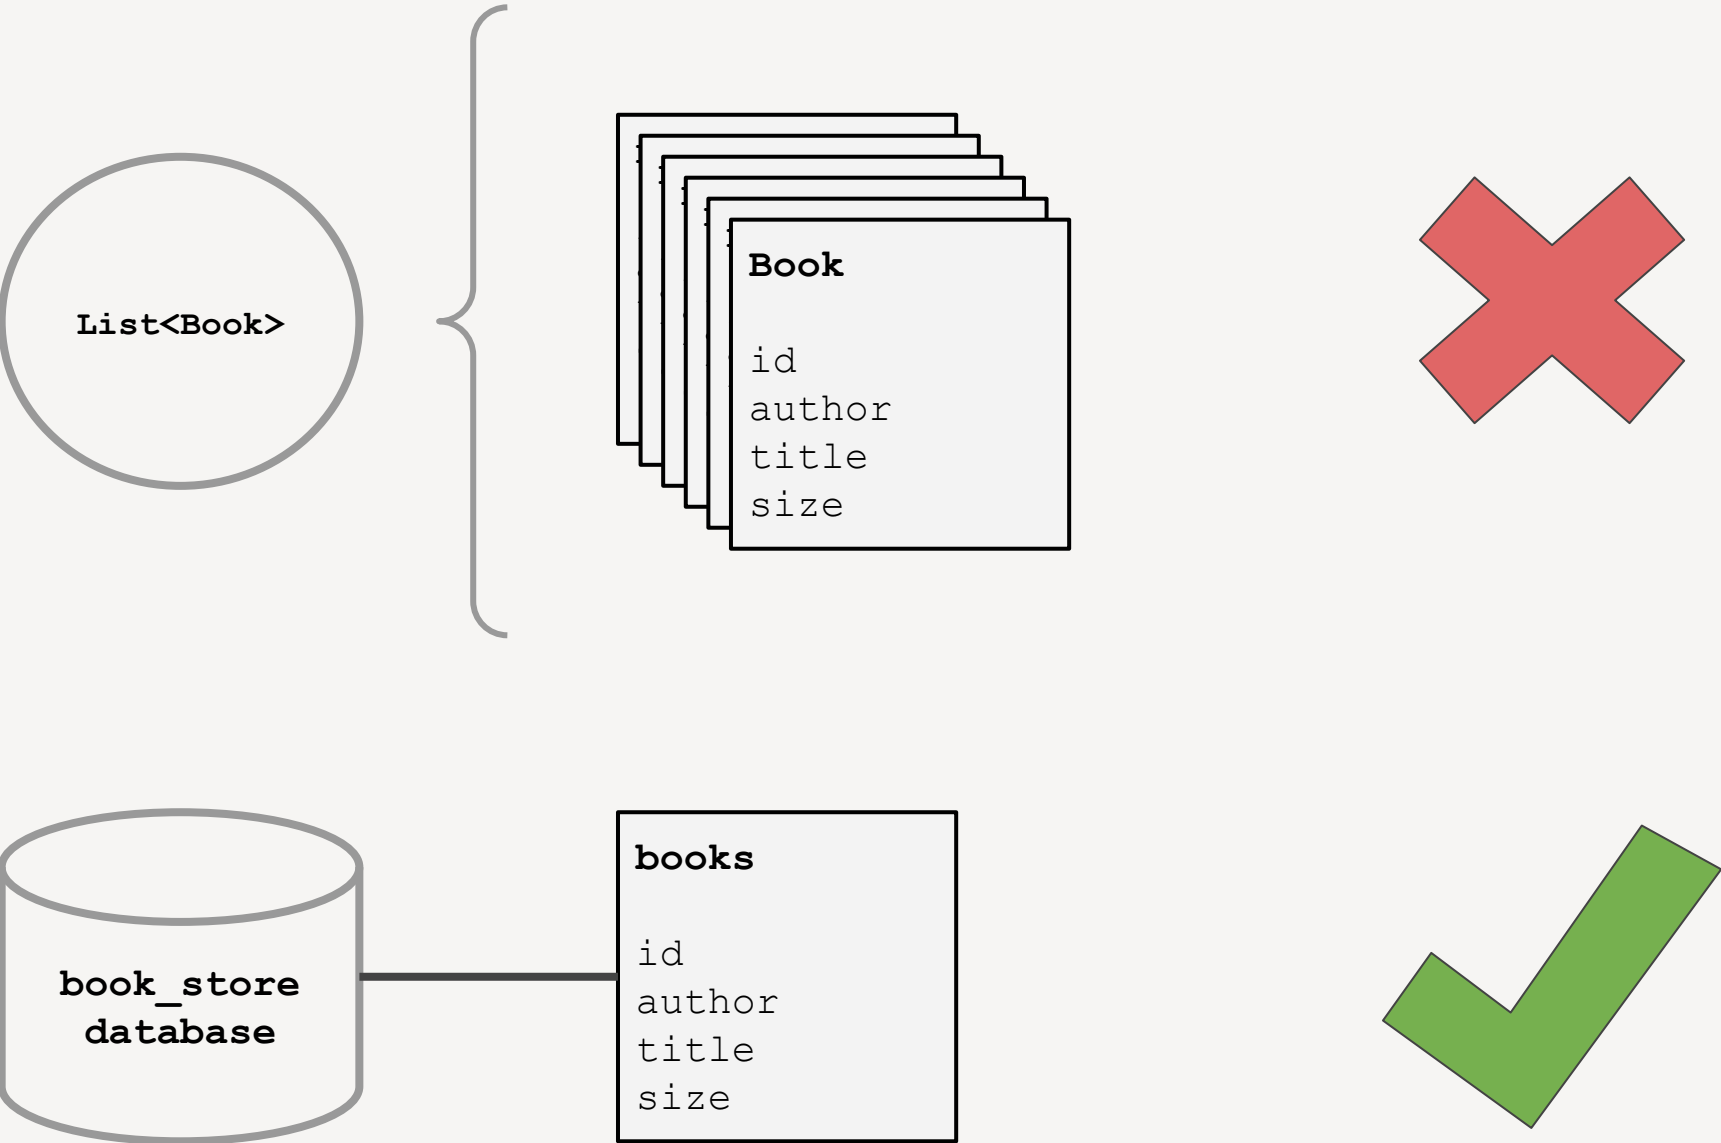 List<Book>
Book
id
author
title
size
book_store
database
books
id
author
title
size